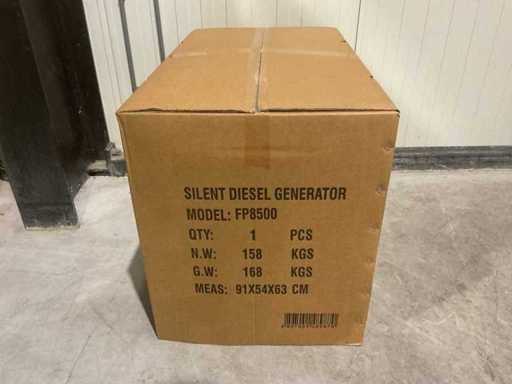 SILENT DIESEL GENERATOR
MODEL: FP8500
QTY: 1 PCS
N.W: 158 KGS
G.W: 168 KGS
MEAS: 91X54X63 CM